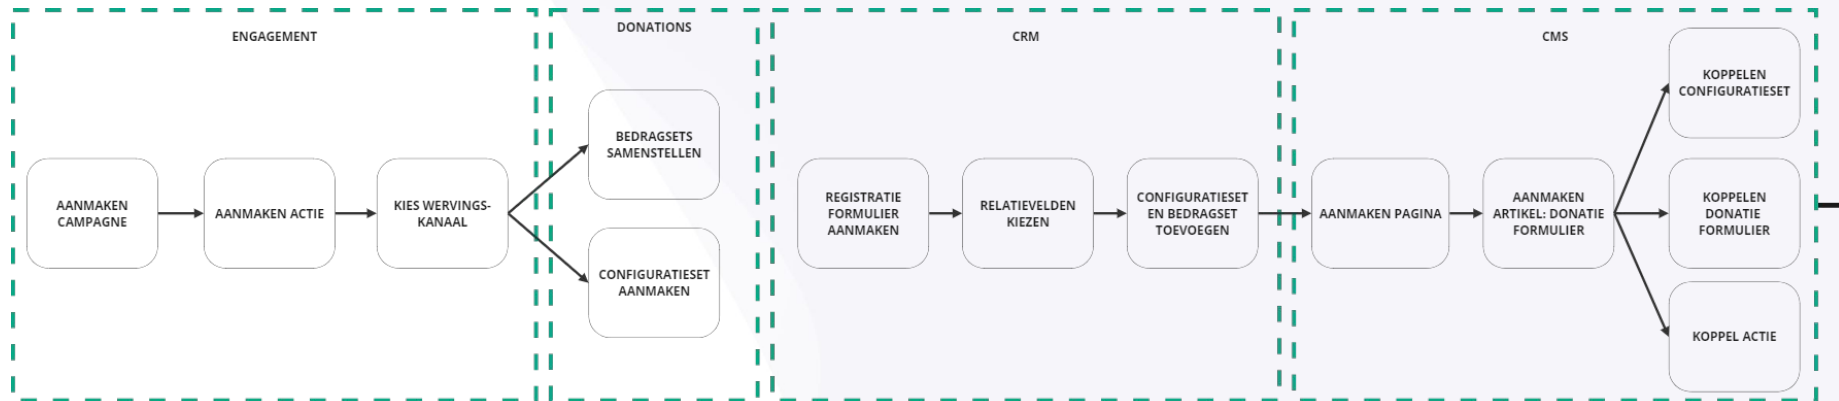 ENGAGEMENT
AANMAKEN
CAMPAGNE
AANMAKEN ACTIE
KIES WERVINGS-
KANAAL
DONATIONS
BEDRAGSETS
SAMENSTELLEN
CONFIGURATIESET
AANMAKEN
CRM
REGISTRATIE
FORMULIER
AANMAKEN
RELATIEVELDEN
KIEZEN
CONFIGURATIESET
EN BEDRAGSET
TOEVOEGEN
CMS
AANMAKEN PAGINA
AANMAKEN
ARTIKEL: DONATIE
FORMULIER
KOPPELEN
CONFIGURATIESET
KOPPELEN
DONATIE
FORMULIER
KOPPEL ACTIE